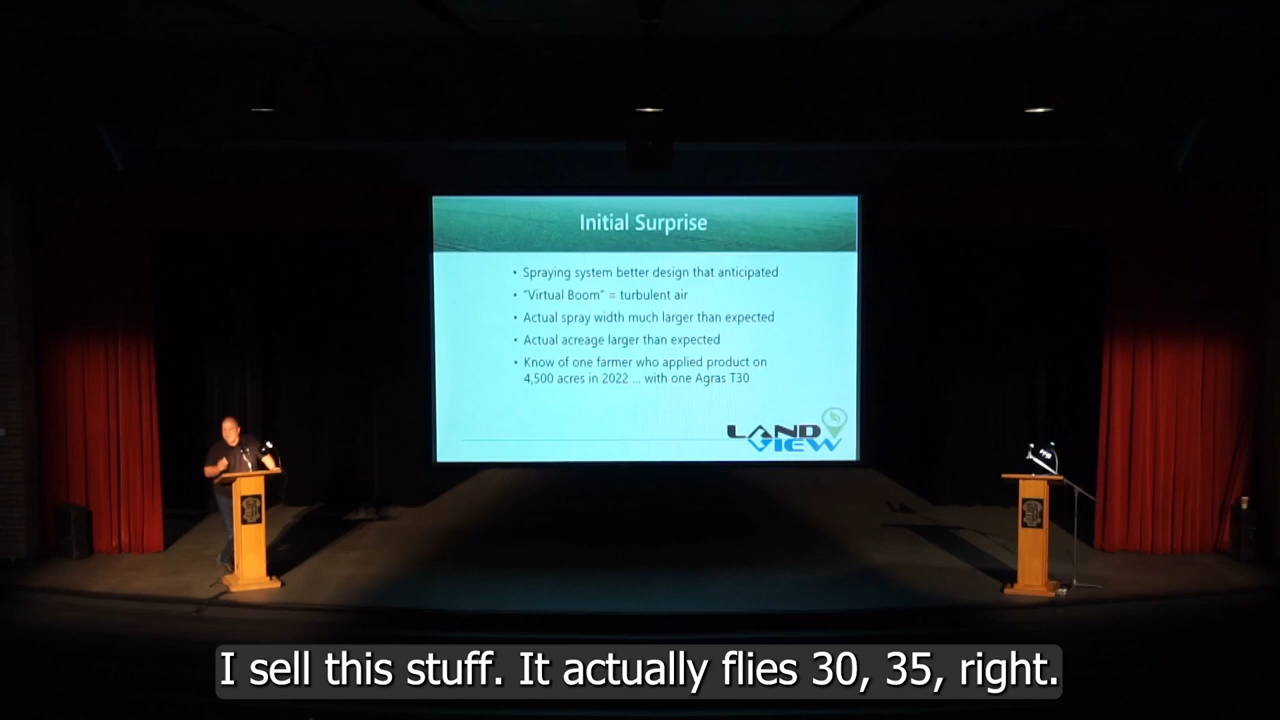 Initial Surprise
• Spraying system better design that anticipated
• "Virtual Boom" = turbulent air
• Actual spray width much larger than expected
• Actual acreage larger than expected
• Know of one farmer who applied product on
4,500 acres in 2022 ... with one Agras T30
LAND
VIEW
I sell this stuff. It actually flies 30, 35, right.